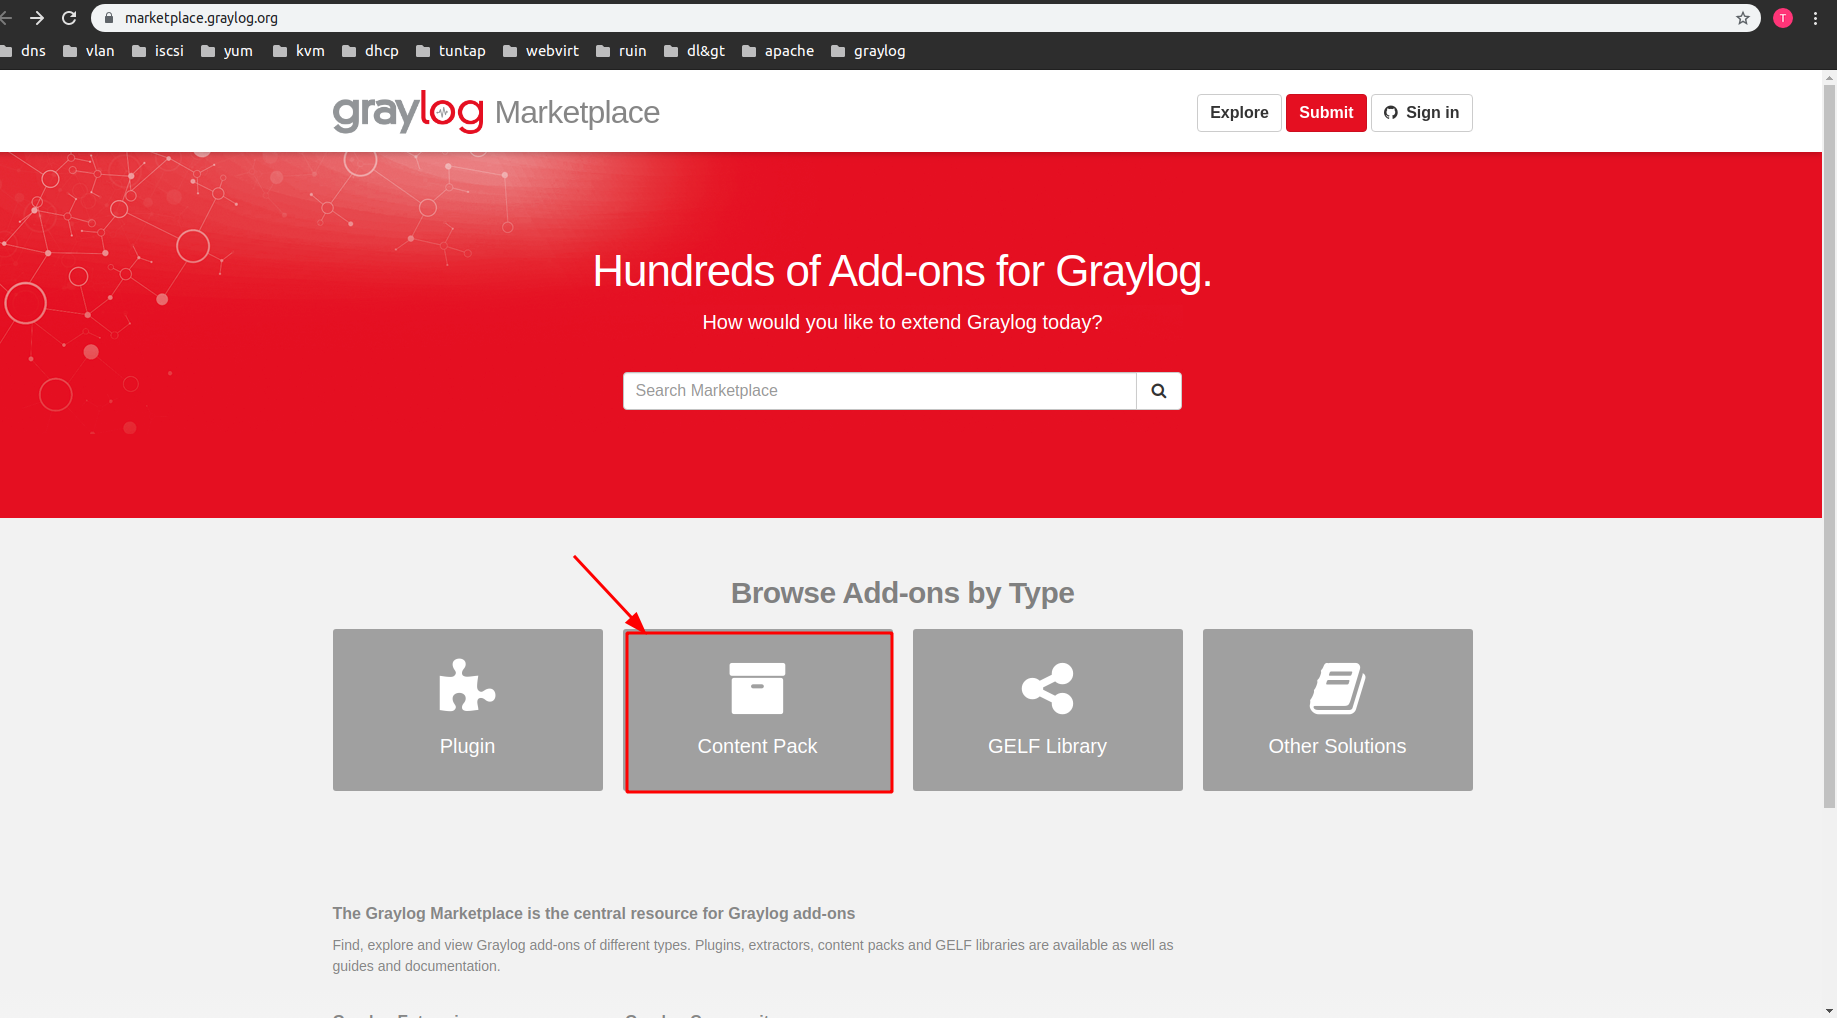 marketplace.graylog.org
T
dns vlan iscsi yum kvm dhcp tuntap webvirt ruin dl&gt apache graylog
graylog Marketplace
Explore Submit Sign in
Hundreds of Add-ons for Graylog.
How would you like to extend Graylog today?
Search Marketplace
Browse Add-ons by Type
Plugin
Content Pack
GELF Library
Other Solutions
The Graylog Marketplace is the central resource for Graylog add-ons
Find, explore and view Graylog add-ons of different types. Plugins, extractors, content packs and GELF libraries are available as well as
guides and documentation.